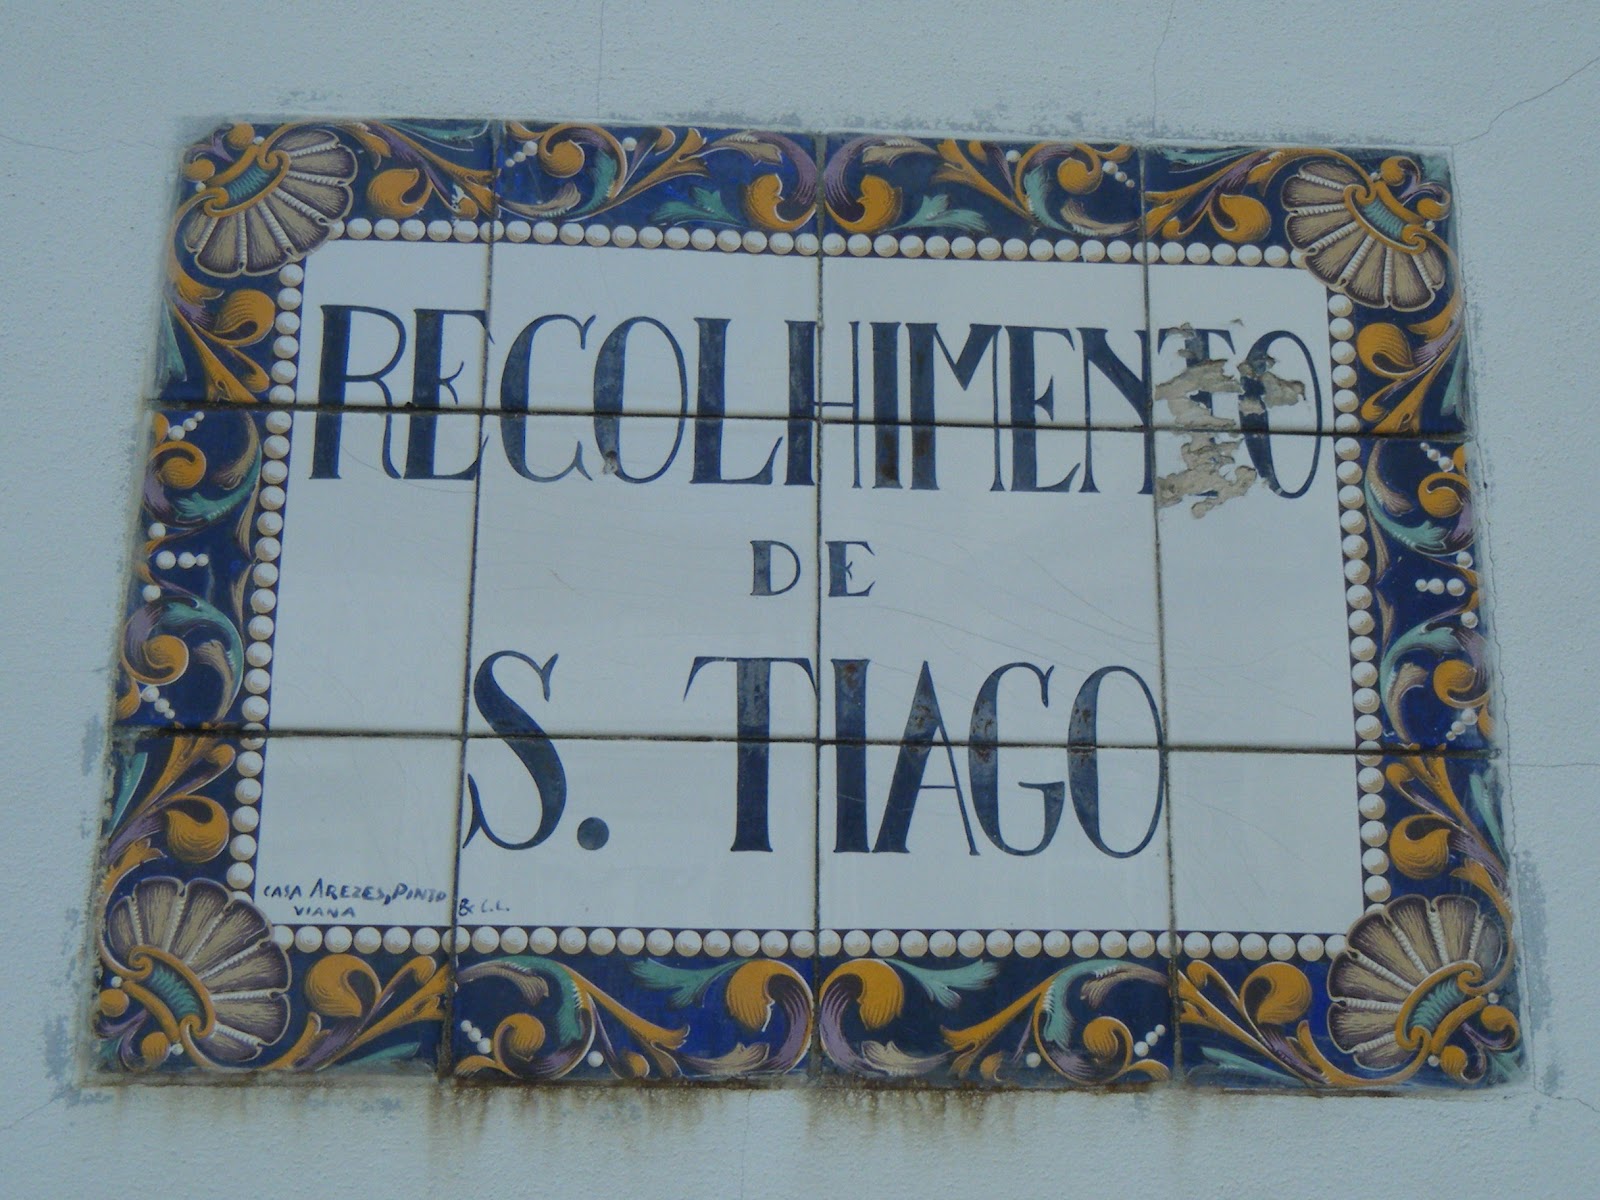 RECOLHIMENTO
DE
S. TIAGO
CASA AREZES, PINTO & C.L.
VIANA